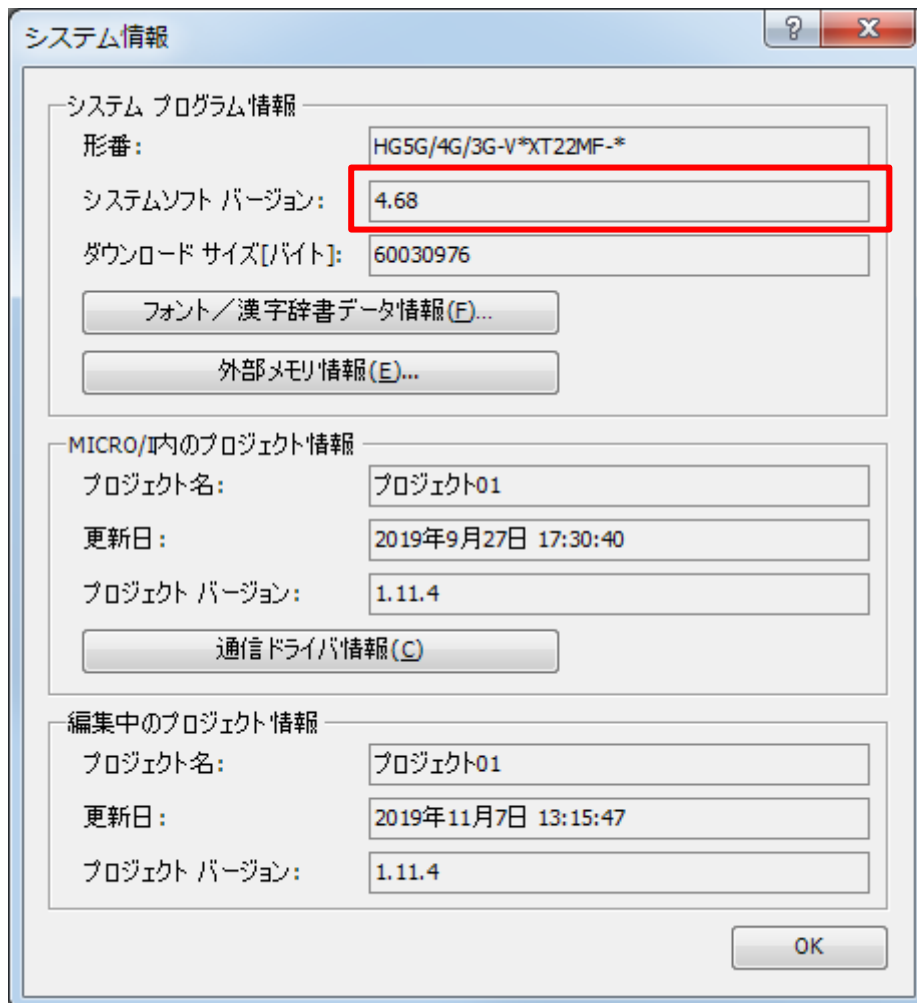 システム情報
システム プログラム情報
形番: HG5G/4G/3G-V*XT22MF-*
システムソフト バージョン: 4.68
ダウンロード サイズ[バイト]: 60030976
フォント／漢字辞書データ情報(F)...
外部メモリ情報(E)...
MICRO/I内のプロジェクト情報
プロジェクト名: プロジェクト01
更新日: 2019年9月27日 17:30:40
プロジェクト バージョン: 1.11.4
通信ドライバ情報(C)
編集中のプロジェクト情報
プロジェクト名: プロジェクト01
更新日: 2019年11月7日 13:15:47
プロジェクト バージョン: 1.11.4
OK